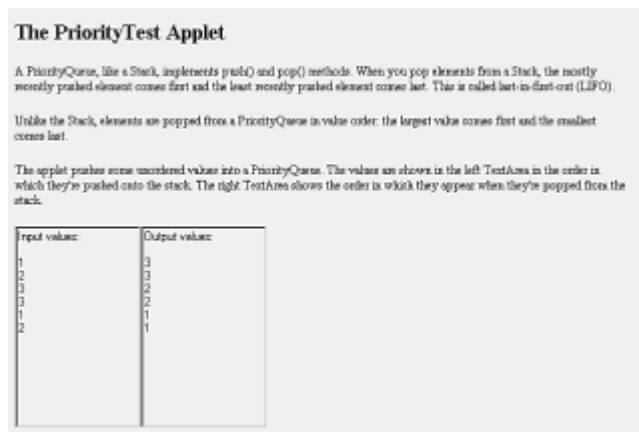 The PriorityTest Applet
A PriorityQueue, like a Stack, implements push() and pop() methods. When you pop elements from a Stack, the mostly
recently pushed element comes first and the least recently pushed element comes last. This is called last-in-first-out (LIFO).
Unlike the Stack, elements are popped from a PriorityQueue in value order: the largest value comes first and the smallest
comes last.
The applet pushes some unordered values into a PriorityQueue. The values are shown in the left TextArea in the order in
which they're pushed onto the stack. The right TextArea shows the order in which they appear when they're popped from the
stack.
Input values:
1
2
3
3
1
2
Output values:
3
3
2
2
1
1